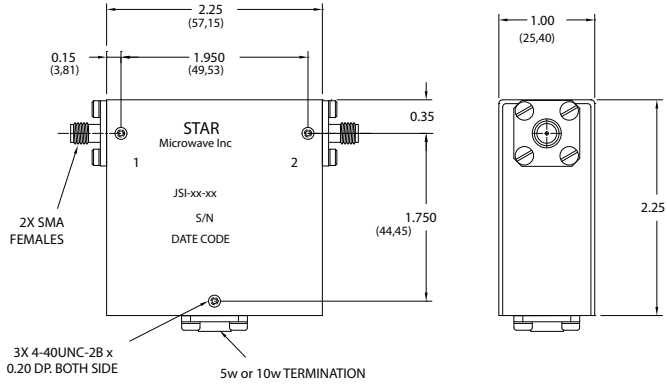 2.25
(57,15)
0.15
(3,81)
1.950
(49,53)
1.00
(25,40)
0.35
STAR
Microwave Inc
1
2
JSI-xx-xx
S/N
DATE CODE
2X SMA
FEMALES
1.750
(44,45)
2.25
3X 4-40UNC-2B x
0.20 DP. BOTH SIDE
5w or 10w TERMINATION